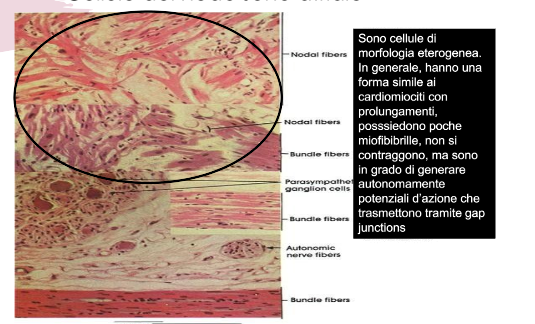 Nodal fibers
Nodal fibers
Bundle fibers
Parasympathet
ganglion cells
Bundle fibers
Autonomic
nerve fibers
Bundle fibers
Sono cellule di
morfologia eterogenea.
In generale, hanno una
forma simile ai
cardiomiociti con
prolungamenti,
posssiedono poche
miofibibrille, non si
contraggono, ma sono
in grado di generare
autonomamente
potenziali d'azione che
trasmettono tramite gap
junctions